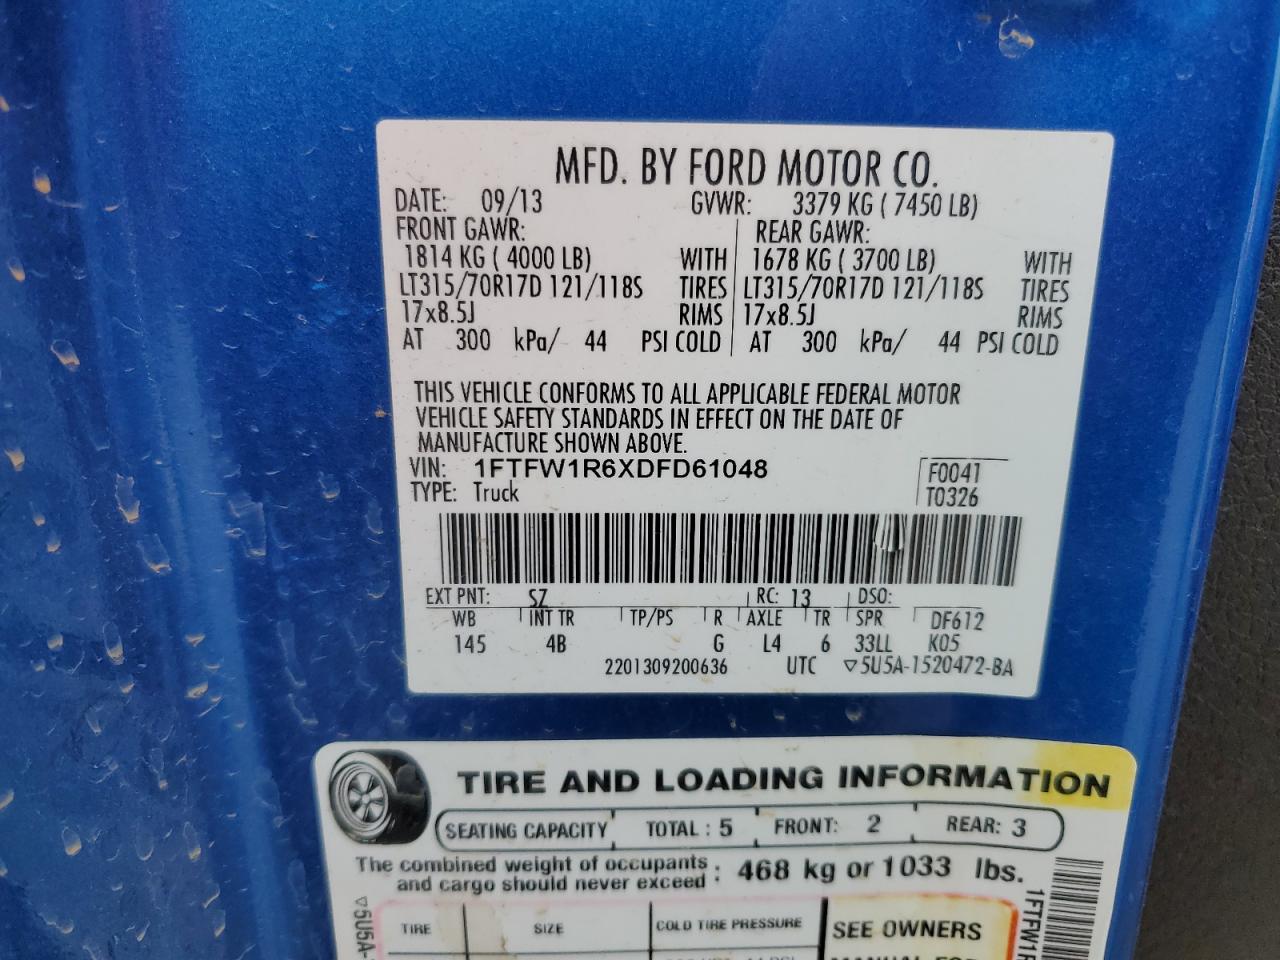 MFD. BY FORD MOTOR CO.
DATE: 09/13 GVWR: 3379 KG ( 7450 LB)
FRONT GAWR: REAR GAWR:
1814 KG ( 4000 LB) WITH 1678 KG ( 3700 LB) WITH
LT315/70R17D 121/118S TIRES LT315/70R17D 121/118S TIRES
17x8.5J RIMS 17x8.5J RIMS
AT 300 kPa/ 44 PSI COLD AT 300 kPa/ 44 PSI COLD
THIS VEHICLE CONFORMS TO ALL APPLICABLE FEDERAL MOTOR
VEHICLE SAFETY STANDARDS IN EFFECT ON THE DATE OF
MANUFACTURE SHOWN ABOVE.
VIN: 1FTFW1R6XDFD61048 F0041
TYPE: Truck T0326
EXT PNT: SZ RC: 13 DSO:
WB INT TR TP/PS R AXLE TR SPR DF612
145 4B G L4 6 33LL K05
2201309200636 UTC ▽5U5A-1520472-BA
TIRE AND LOADING INFORMATION
SEATING CAPACITY TOTAL : 5 FRONT: 2 REAR: 3
The combined weight of occupants : 468 kg or 1033 lbs.
and cargo should never exceed
TIRE SIZE COLD TIRE PRESSURE SEE OWNERS
▽5U5A-
1FTFW1R